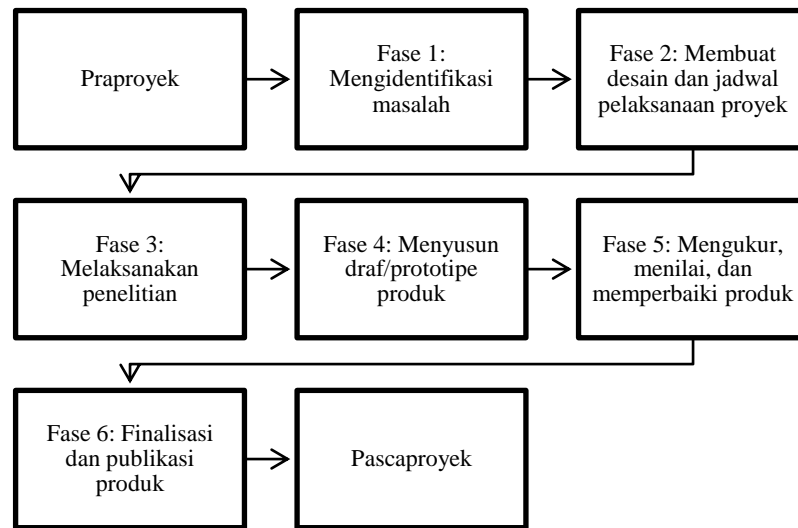 Praproyek
Fase 1:
Mengidentifikasi
masalah
Fase 2: Membuat
desain dan jadwal
pelaksanaan proyek
Fase 3:
Melaksanakan
penelitian
Fase 4: Menyusun
draf/prototipe
produk
Fase 5: Mengukur,
menilai, dan
memperbaiki produk
Fase 6: Finalisasi
dan publikasi
produk
Pascaproyek